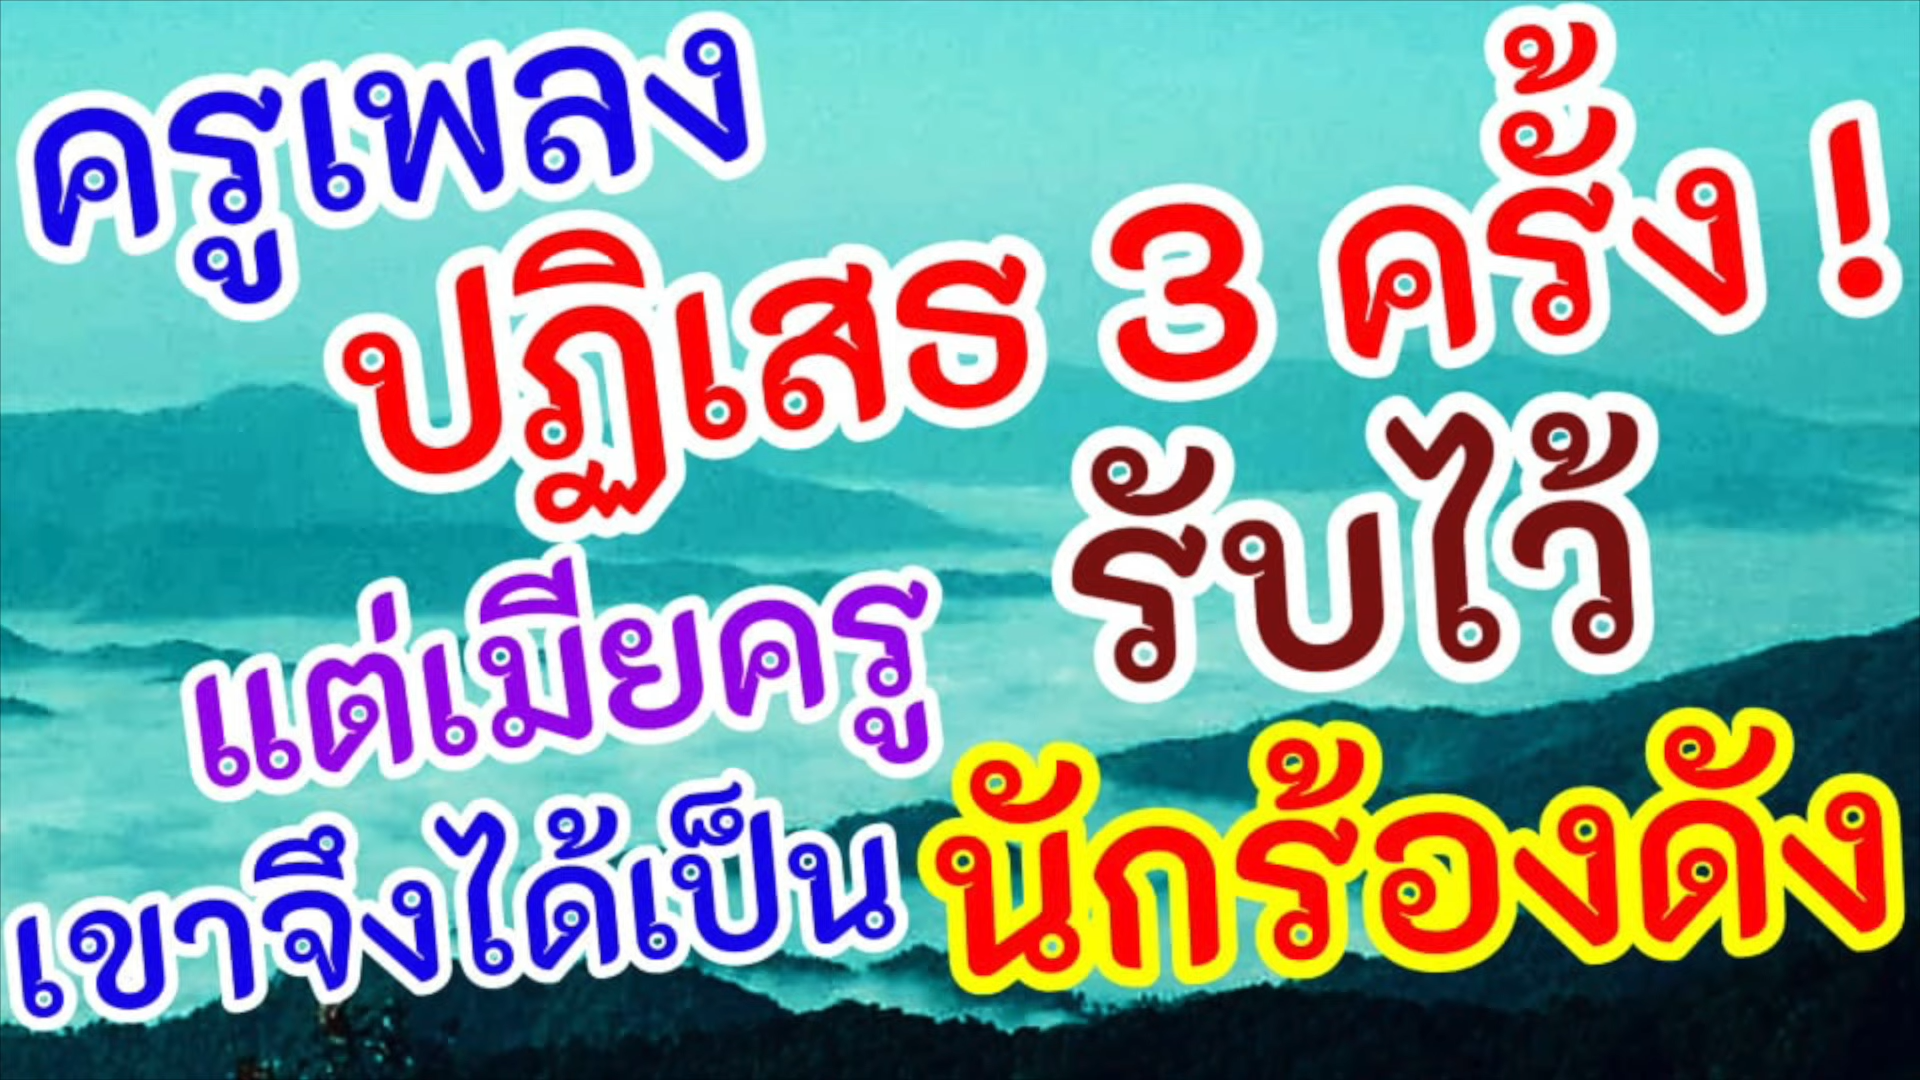 ครูเพลง
ปฏิเสธ 3 ครั้ง !
แต่เมียครู รับไว้
เขาจึงได้เป็น นักร้องดัง